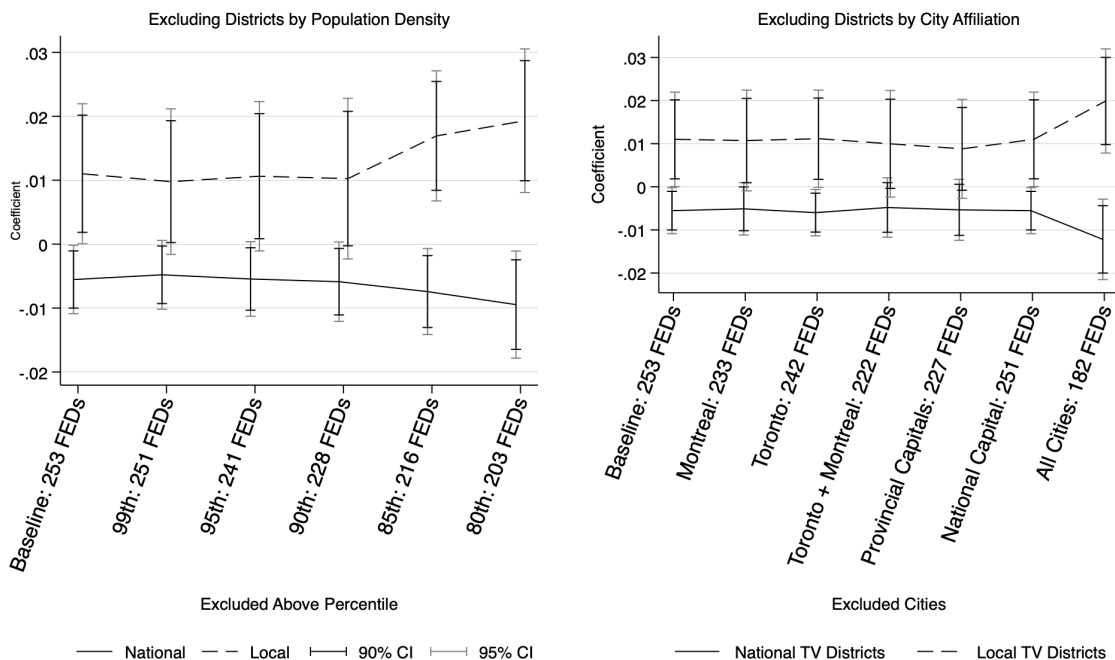 Excluding Districts by Population Density
Coefficient
.03
.02
.01
0
-.01
-.02
Baseline: 253 FEDs
99th: 251 FEDs
95th: 241 FEDs
90th: 228 FEDs
85th: 216 FEDs
80th: 203 FEDs
Excluded Above Percentile
National
Local
90% CI
95% CI
Excluding Districts by City Affiliation
Coefficient
.03
.02
.01
0
-.01
-.02
Baseline: 253 FEDs
Montreal: 233 FEDs
Toronto: 242 FEDs
Toronto + Montreal: 222 FEDs
Provincial Capitals: 227 FEDs
National Capital: 251 FEDs
All Cities: 182 FEDs
Excluded Cities
National TV Districts
Local TV Districts